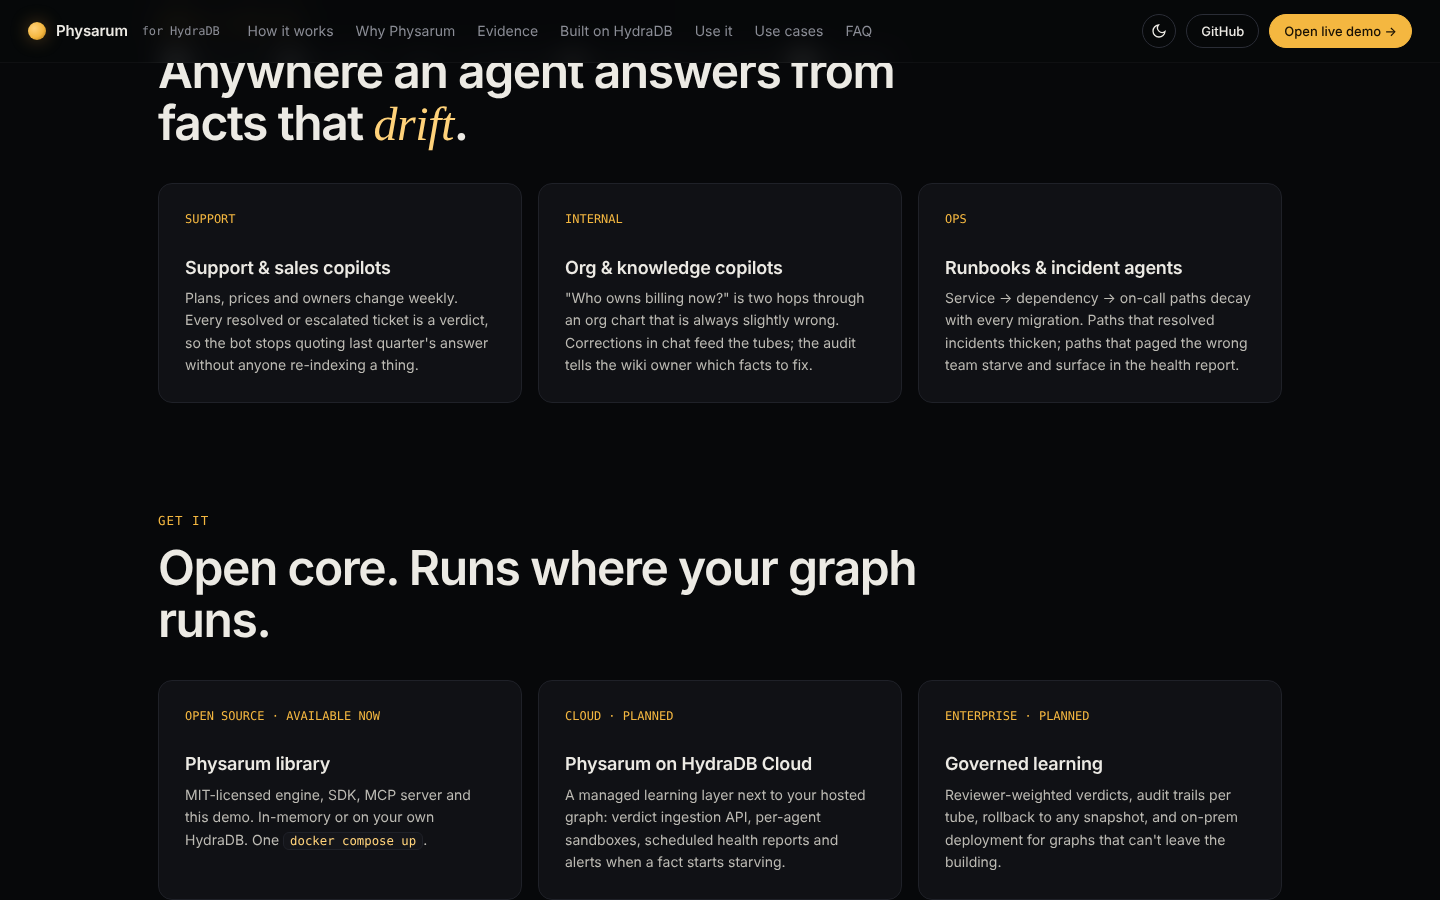 Physarum for HydraDB How it works Why Physarum Evidence Built on HydraDB Use it Use cases FAQ GitHub Open live demo →
Anywhere an agent answers from
facts that drift.
SUPPORT
Support & sales copilots
Plans, prices and owners change weekly.
Every resolved or escalated ticket is a verdict,
so the bot stops quoting last quarter's answer
without anyone re-indexing a thing.
INTERNAL
Org & knowledge copilots
"Who owns billing now?" is two hops through
an org chart that is always slightly wrong.
Corrections in chat feed the tubes; the audit
tells the wiki owner which facts to fix.
OPS
Runbooks & incident agents
Service → dependency → on-call paths decay
with every migration. Paths that resolved
incidents thicken; paths that paged the wrong
team starve and surface in the health report.
GET IT
Open core. Runs where your graph
runs.
OPEN SOURCE · AVAILABLE NOW
Physarum library
MIT-licensed engine, SDK, MCP server and
this demo. In-memory or on your own
HydraDB. One docker compose up.
CLOUD · PLANNED
Physarum on HydraDB Cloud
A managed learning layer next to your hosted
graph: verdict ingestion API, per-agent
sandboxes, scheduled health reports and
alerts when a fact starts starving.
ENTERPRISE · PLANNED
Governed learning
Reviewer-weighted verdicts, audit trails per
tube, rollback to any snapshot, and on-prem
deployment for graphs that can't leave the
building.